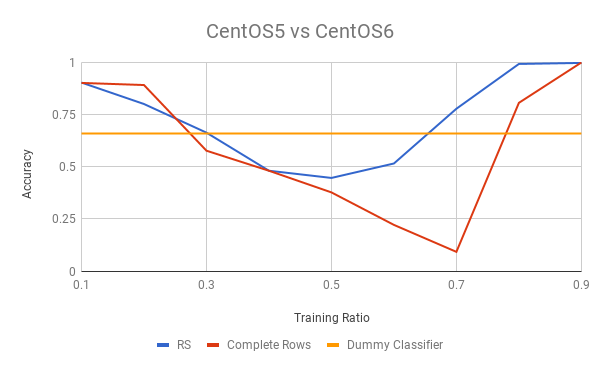 CentOS5 vs CentOS6
1
0.75
0.5
0.25
0
Accuracy
0.1 0.3 0.5 0.7 0.9
Training Ratio
RS Complete Rows Dummy Classifier